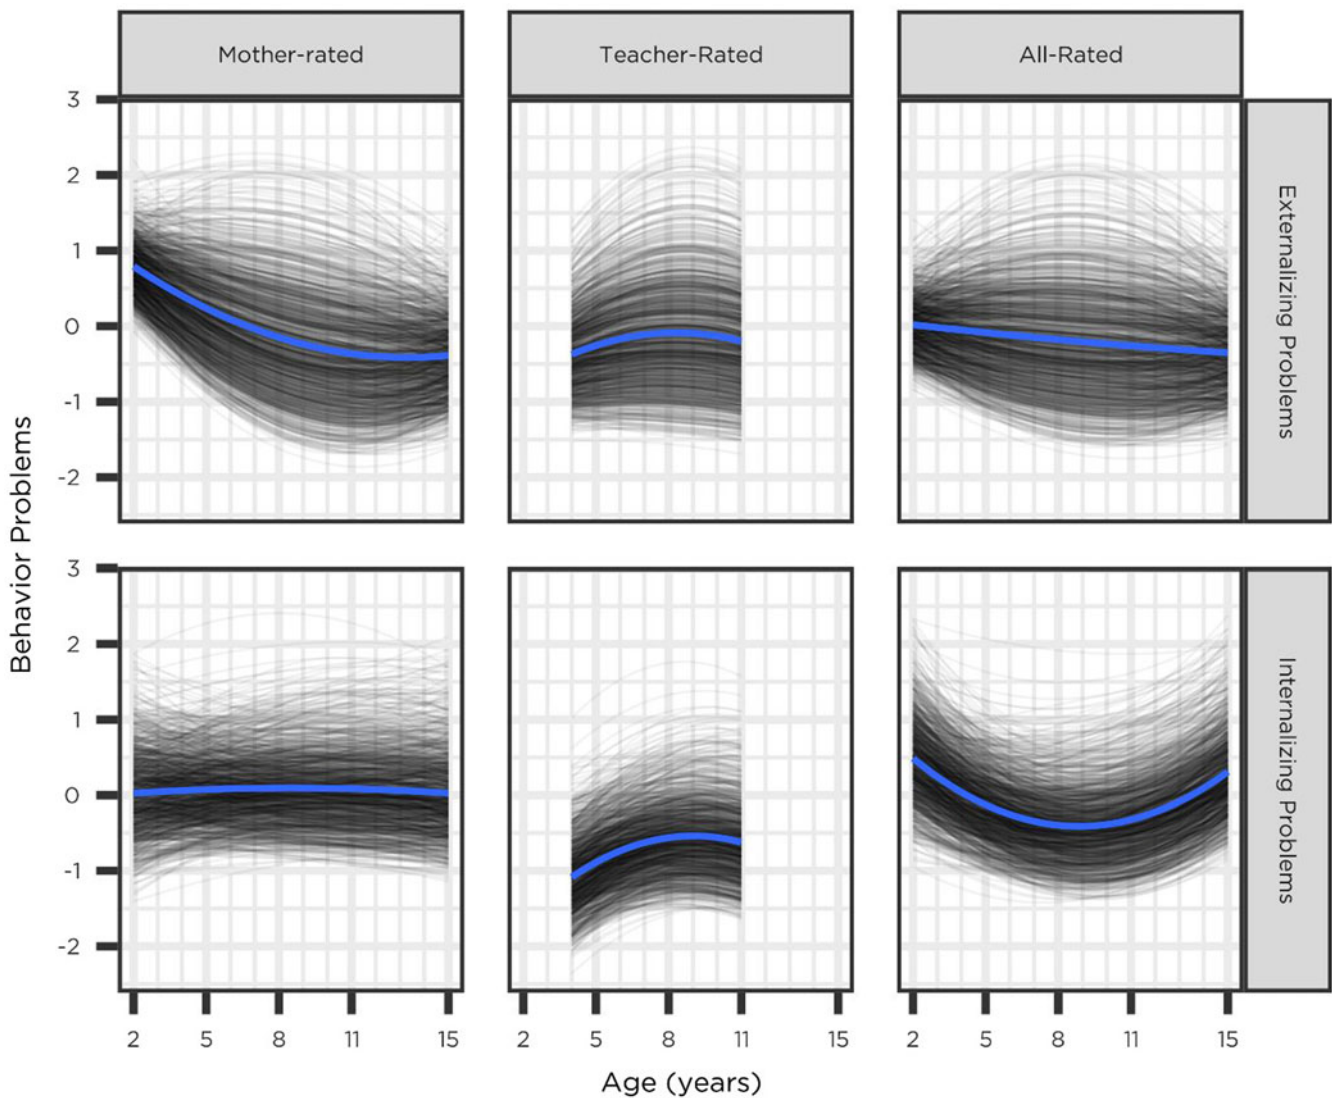 Mother-rated
Teacher-Rated
All-Rated
3
2
1
0
-1
-2
Externalizing Problems
Behavior Problems
3
2
1
0
-1
-2
Internalizing Problems
2 5 8 11 15
2 5 8 11 15
2 5 8 11 15
Age (years)